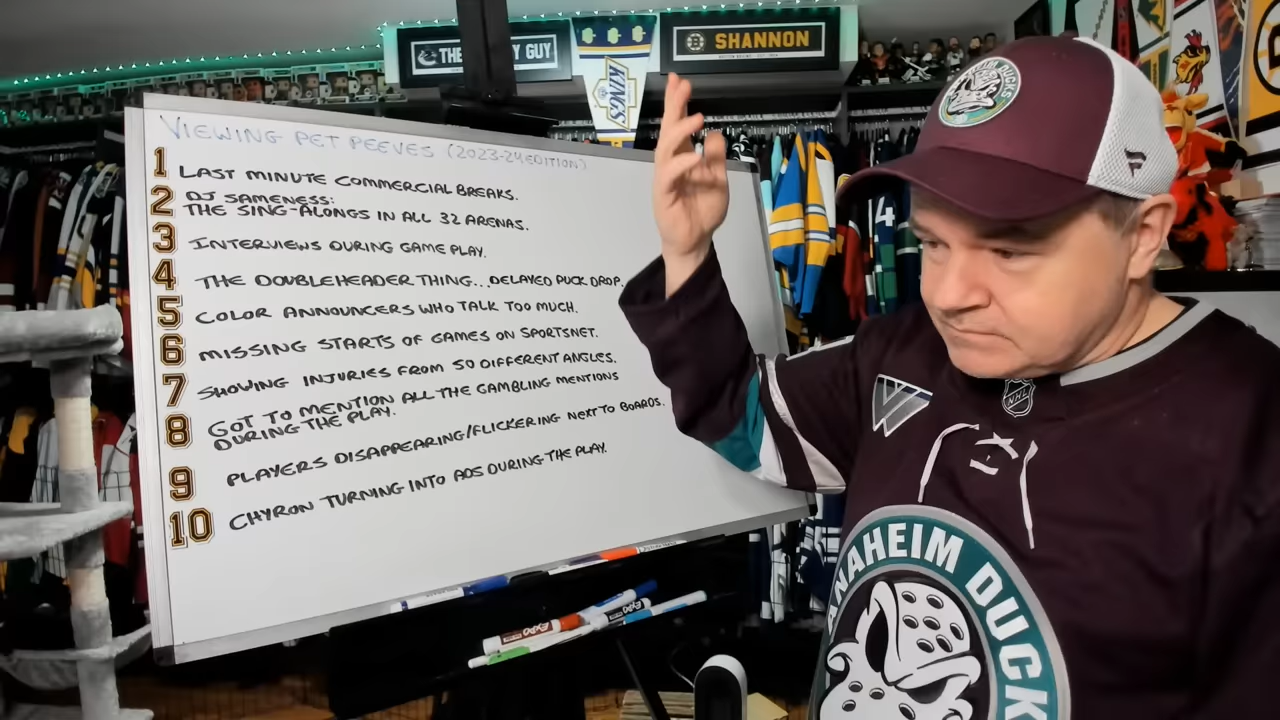 THE GUY
KINGS
SHANNON
VIEWING PET PEEVES (2023-24 EDITION)
1 LAST MINUTE COMMERCIAL BREAKS.
2 DJ SAMENESS:
THE SING-ALONGS IN ALL 32 ARENAS.
3 INTERVIEWS DURING GAME PLAY.
4 THE DOUBLEHEADER THING... DELAYED PUCK DROP.
5 COLOR ANNOUNCERS WHO TALK TOO MUCH.
6 MISSING STARTS OF GAMES ON SPORTSNET.
7 SHOWING INJURIES FROM 50 DIFFERENT ANGLES.
8 GOT TO MENTION ALL THE GAMBLING MENTIONS
DURING THE PLAY.
9 PLAYERS DISAPPEARING/FLICKERING NEXT TO BOARDS.
10 CHYRON TURNING INTO ADS DURING THE PLAY.
NHL
ANAHEIM DUCKS
EXPO
4